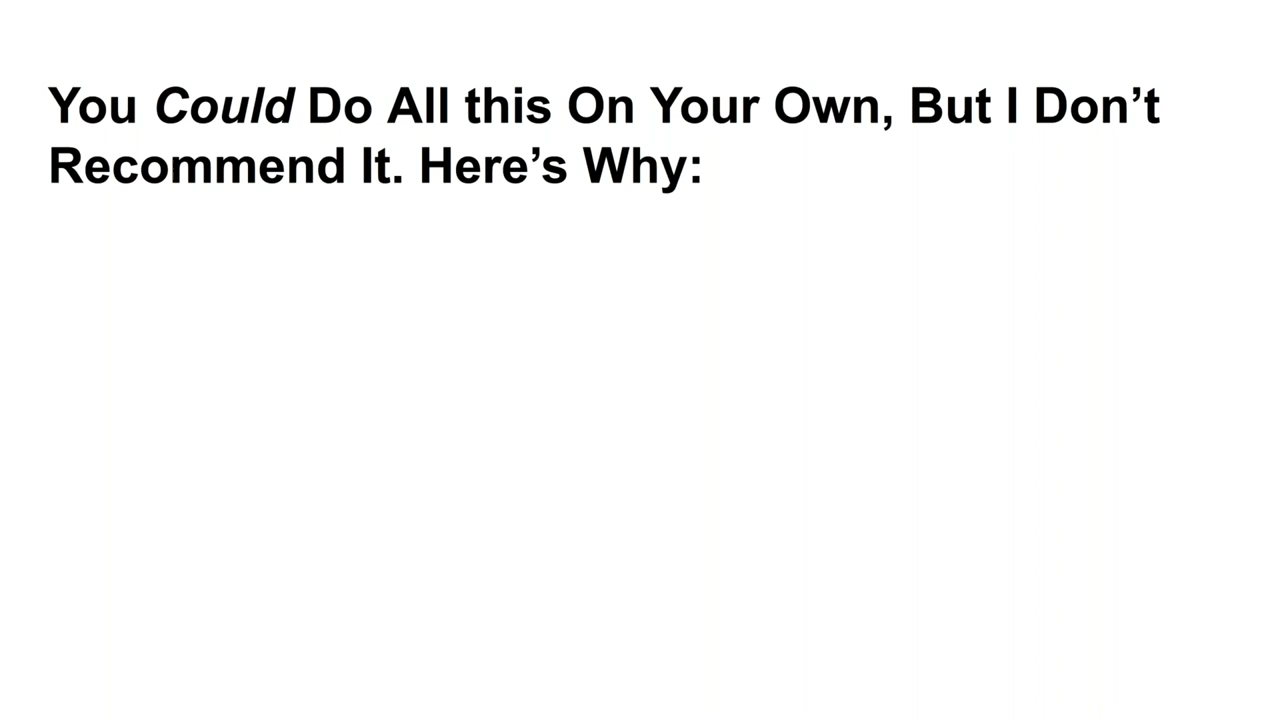 You Could Do All this On Your Own, But I Don’t
Recommend It. Here’s Why: